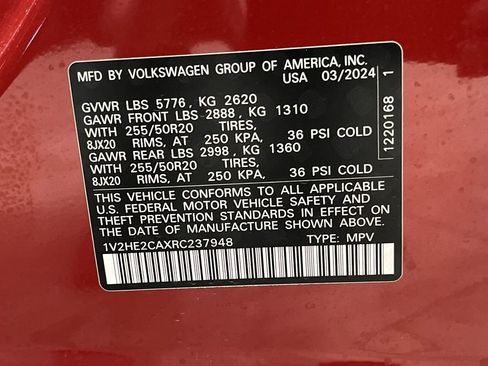 MFD BY VOLKSWAGEN GROUP OF AMERICA, INC.
USA 03/2024
GVWR LBS 5776, KG 2620
GAWR FRONT LBS 2888, KG 1310
WITH 255/50R20 TIRES,
8JX20 RIMS, AT 250 KPA, 36 PSI COLD
GAWR REAR LBS 2998, KG 1360
WITH 255/50R20 TIRES,
8JX20 RIMS, AT 250 KPA, 36 PSI COLD
THIS VEHICLE CONFORMS TO ALL APPLICABLE
U.S. FEDERAL MOTOR VEHICLE SAFETY AND
THEFT PREVENTION STANDARDS IN EFFECT ON
THE DATE OF MANUFACTURE SHOWN ABOVE.
1V2HE2CAXRC237948 TYPE: MPV
1220168 1